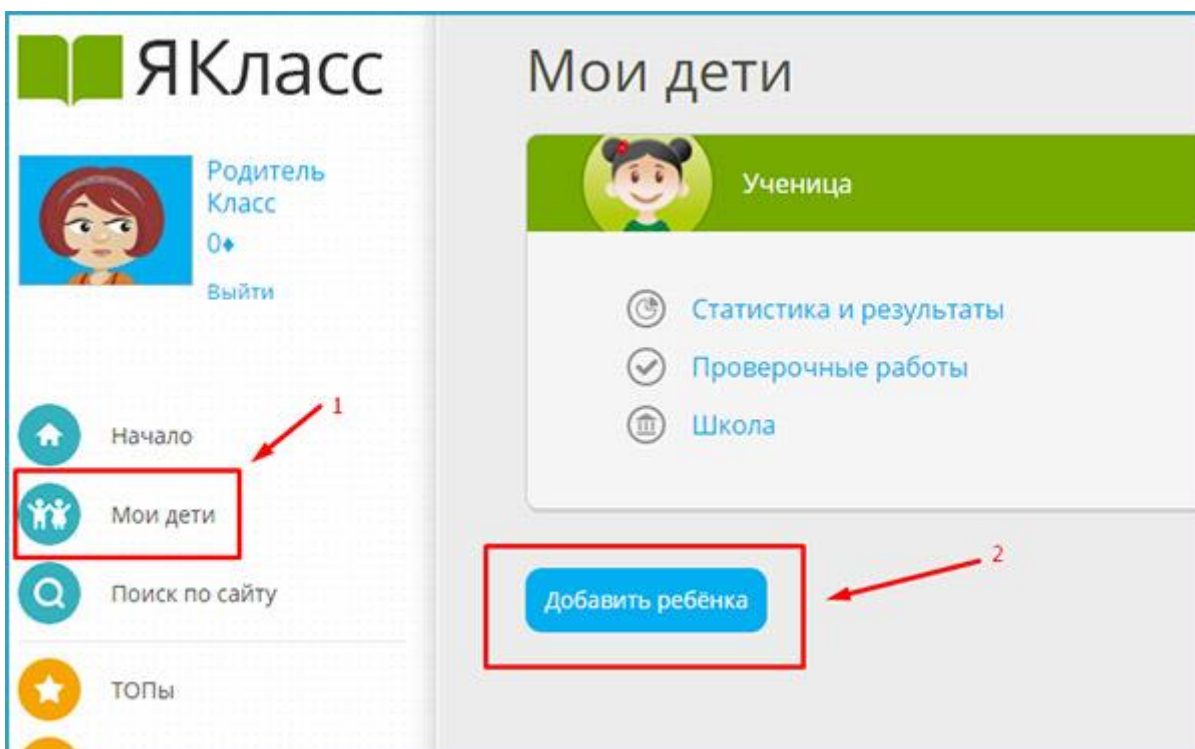 ЯКласс
Родитель
Класс
0♦
Выйти
1
Начало
Мои дети
Поиск по сайту
ТОПы
Мои дети
Ученица
Статистика и результаты
Проверочные работы
Школа
2
Добавить ребёнка